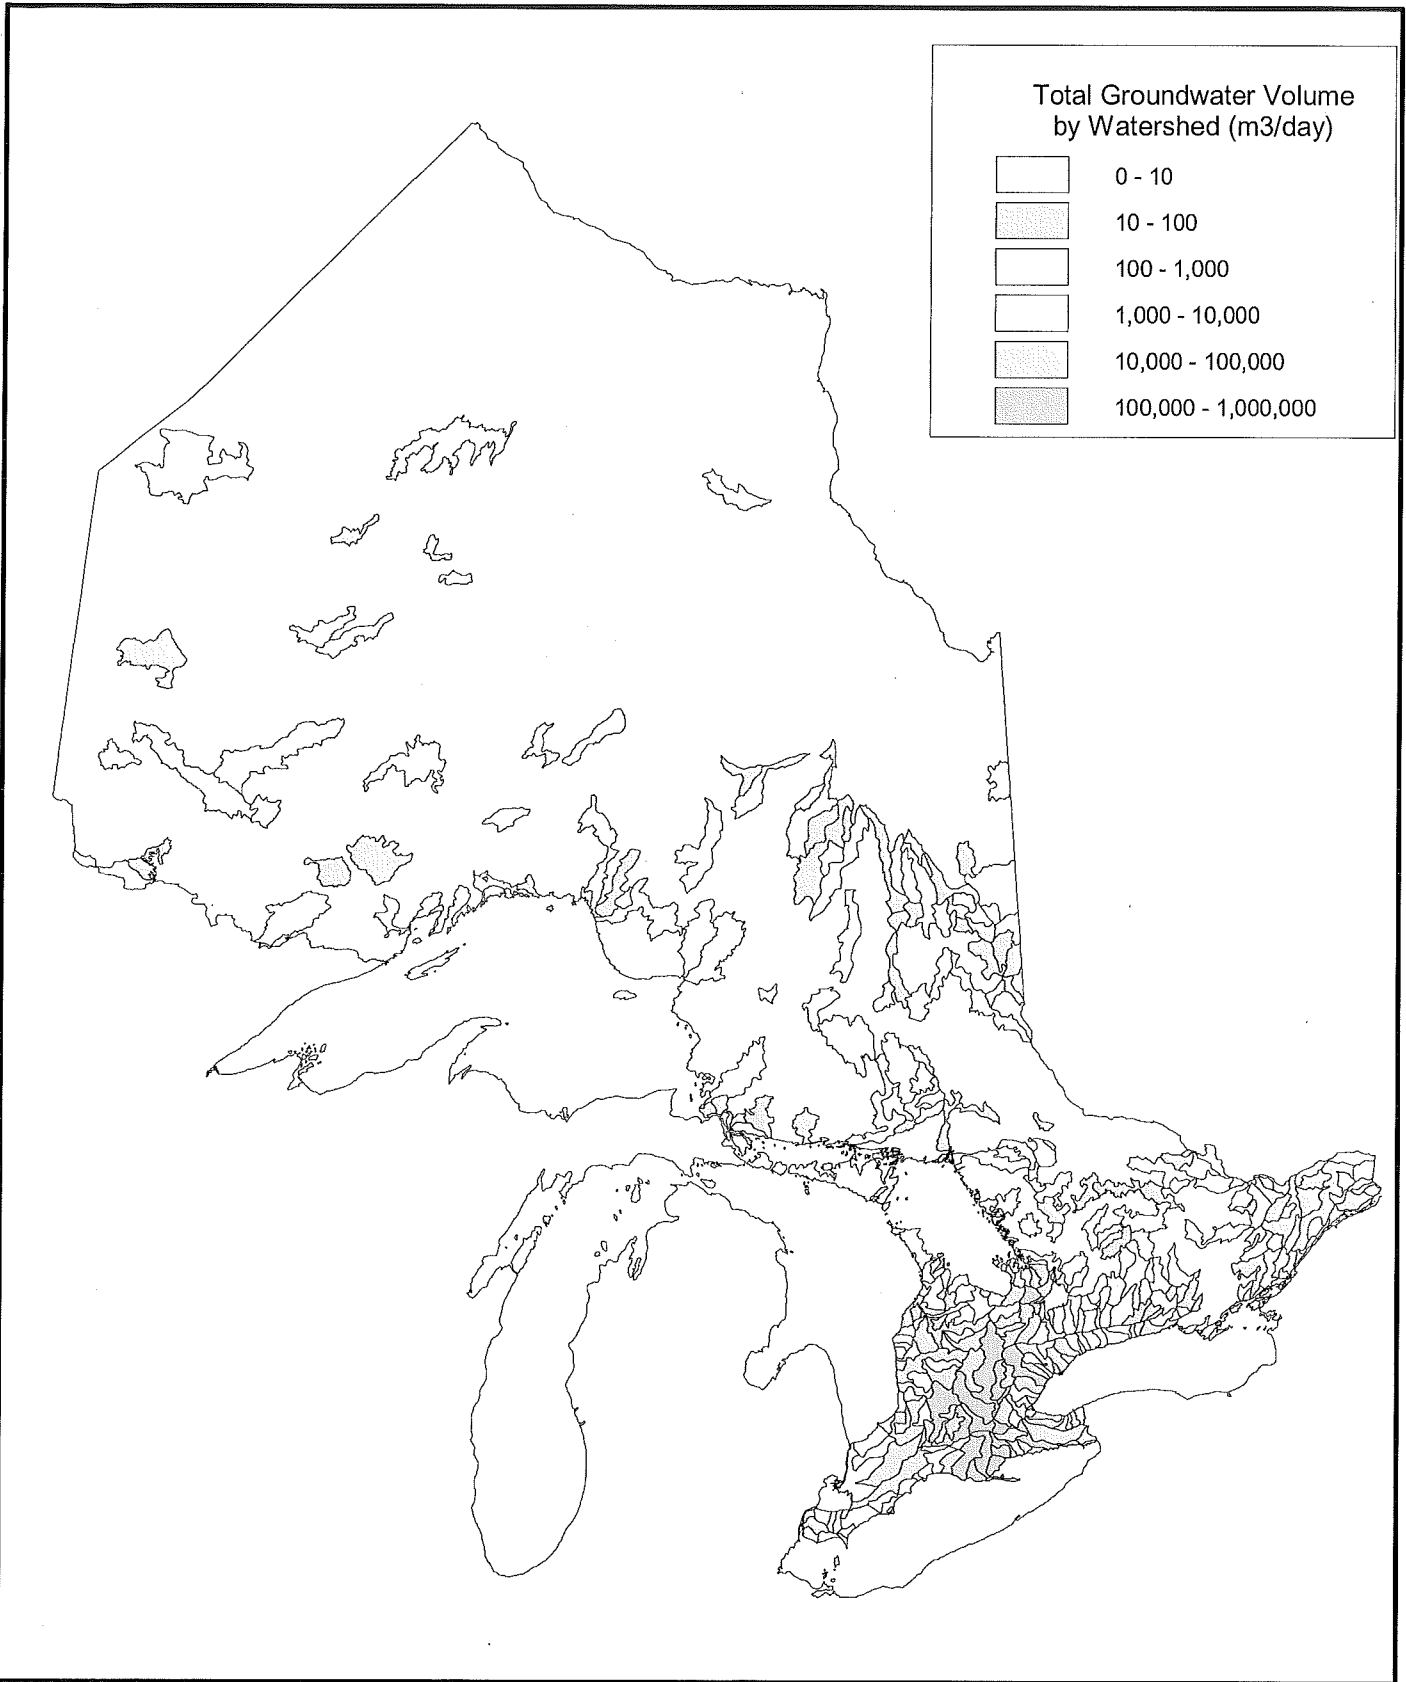 Total Groundwater Volume
by Watershed (m3/day)
0 - 10
10 - 100
100 - 1,000
1,000 - 10,000
10,000 - 100,000
100,000 - 1,000,000